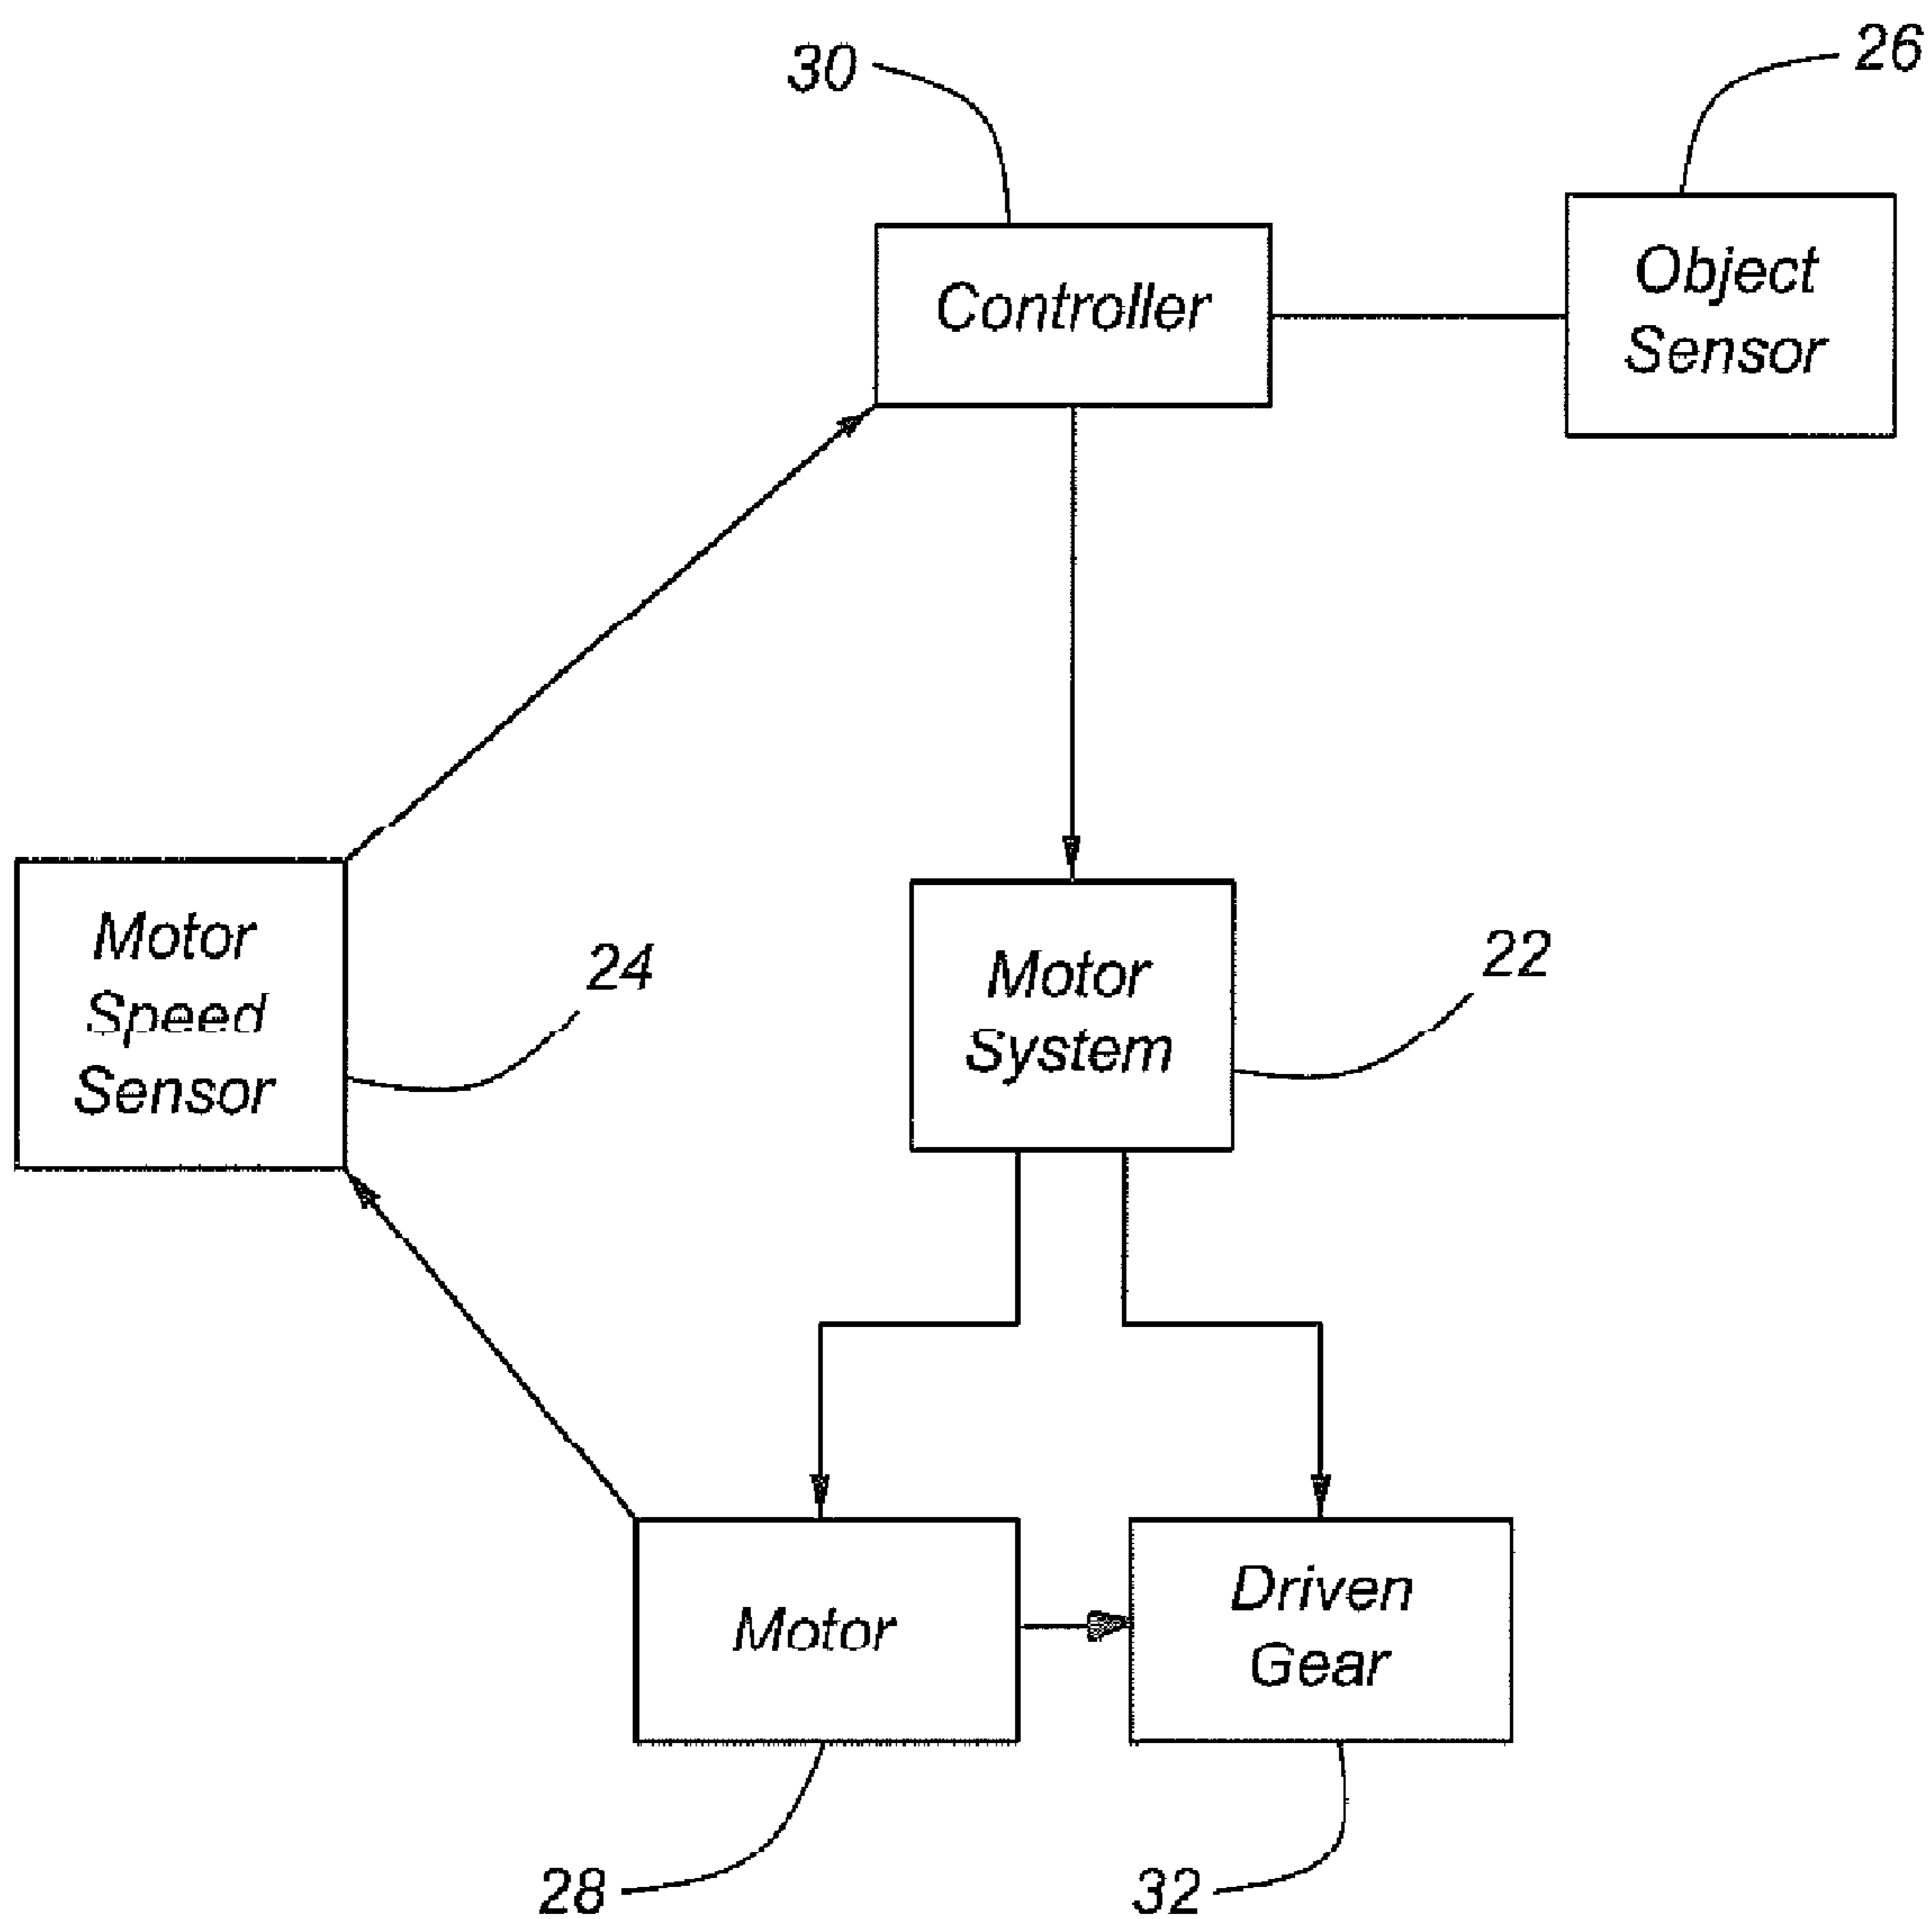 30
26
Controller
Object
Sensor
Motor
Speed
Sensor
24
Motor
System
22
Motor
Driven
Gear
28
32